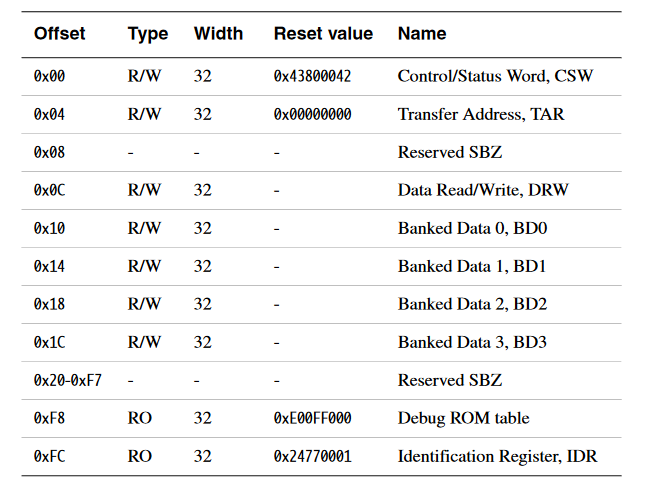 Offset Type Width Reset value Name
0x00 R/W 32 0x43800042 Control/Status Word, CSW
0x04 R/W 32 0x00000000 Transfer Address, TAR
0x08 - - - Reserved SBZ
0x0C R/W 32 - Data Read/Write, DRW
0x10 R/W 32 - Banked Data 0, BD0
0x14 R/W 32 - Banked Data 1, BD1
0x18 R/W 32 - Banked Data 2, BD2
0x1C R/W 32 - Banked Data 3, BD3
0x20-0xF7 - - - Reserved SBZ
0xF8 RO 32 0xE00FF000 Debug ROM table
0xFC RO 32 0x24770001 Identification Register, IDR